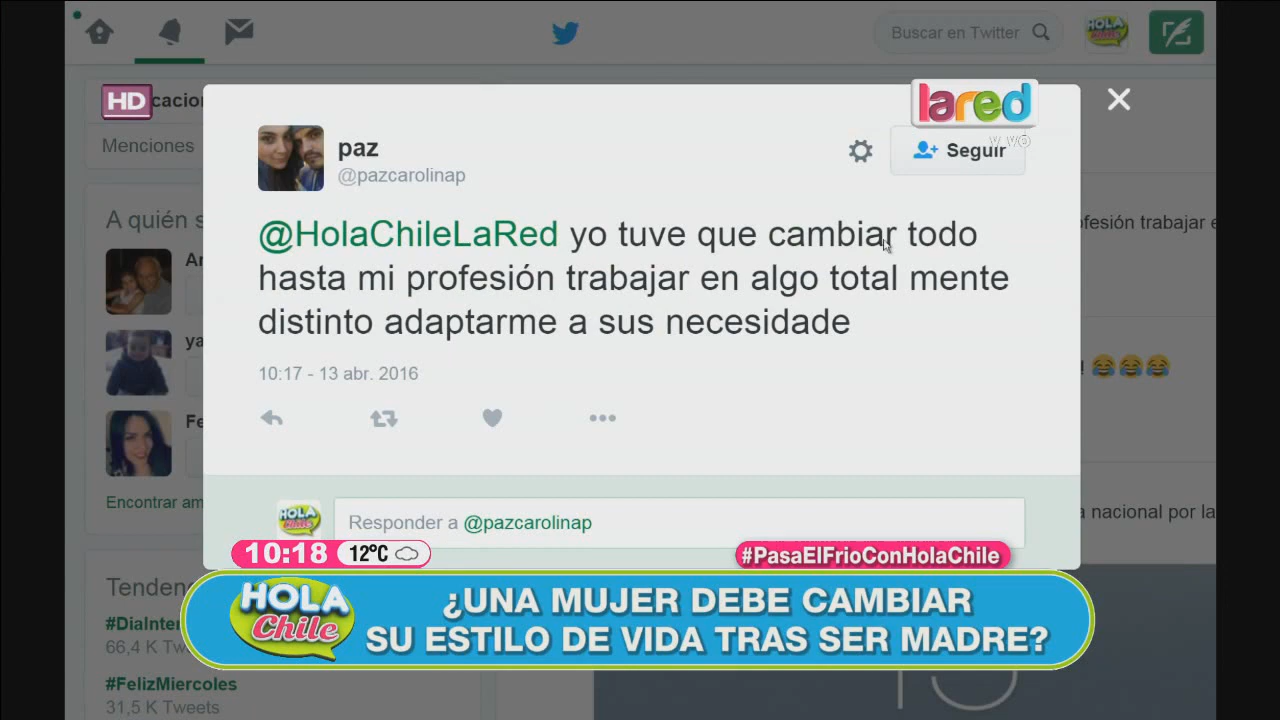 Buscar en Twitter
HD
Menciones
lared
VIVO
paz
@pazcarolinap
Seguir
@HolaChileLaRed yo tuve que cambiar todo
hasta mi profesión trabajar en algo total mente
distinto adaptarme a sus necesidade
10:17 - 13 abr. 2016
A quién s
Encontrar am
trabajar e
nacional por la
Responder a @pazcarolinap
10:18
12°C
#PasaElFrioConHolaChile
HOLA
Chile
¿UNA MUJER DEBE CAMBIAR
SU ESTILO DE VIDA TRAS SER MADRE?
#DiaInter
66,4 K Tw
#FelizMiercoles
31,5 K Tweets